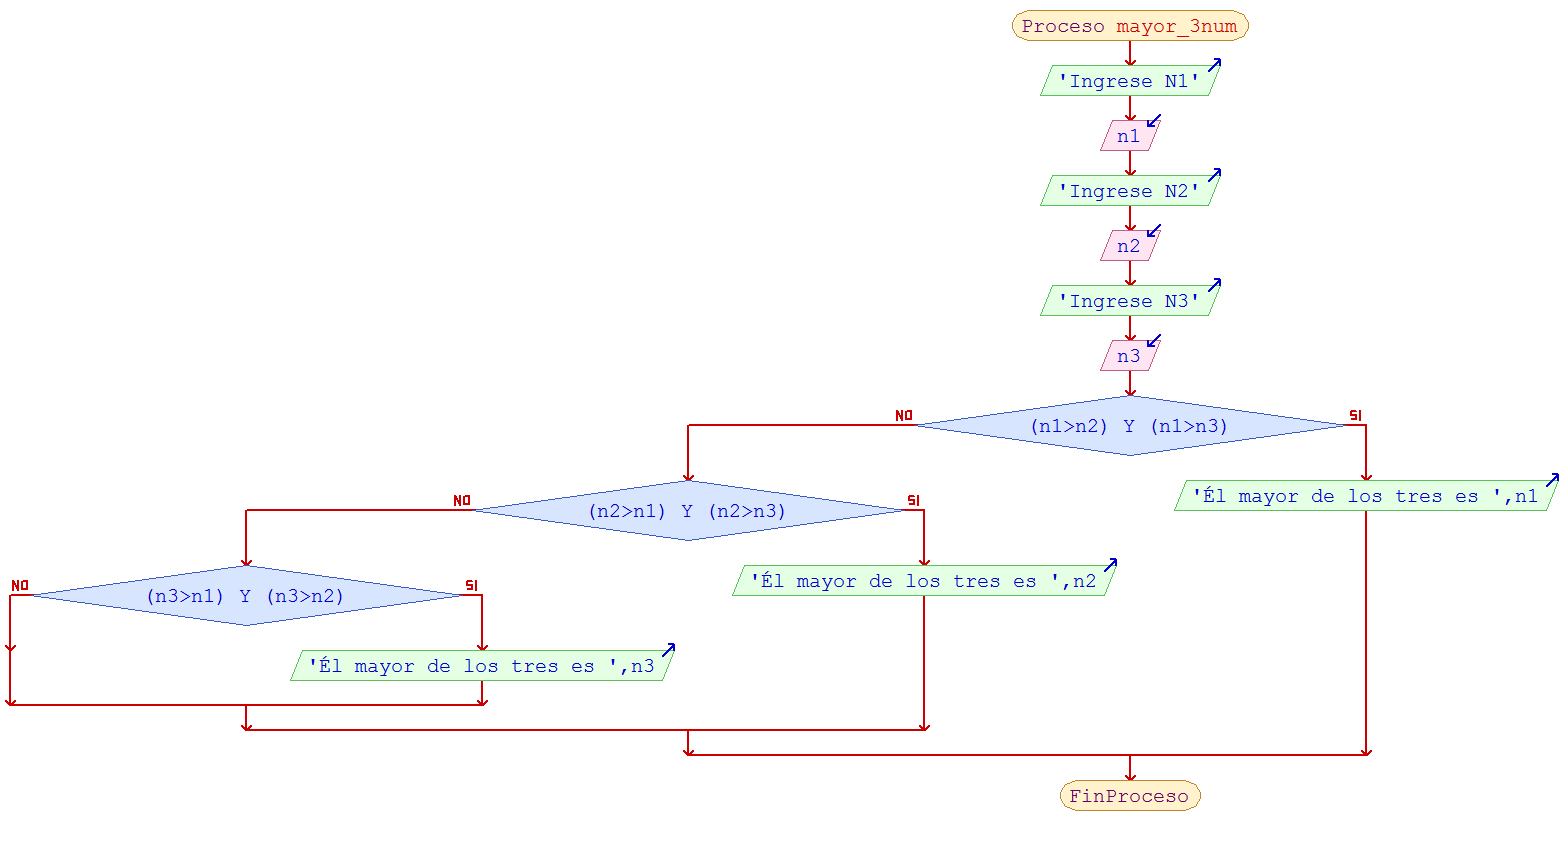 Proceso mayor_3num
'Ingrese N1'
n1
'Ingrese N2'
n2
'Ingrese N3'
n3
NO
SI
(n1>n2) Y (n1>n3)
NO
SI
'Él mayor de los tres es ',n1
(n2>n1) Y (n2>n3)
NO
SI
'Él mayor de los tres es ',n2
(n3>n1) Y (n3>n2)
'Él mayor de los tres es ',n3
FinProceso